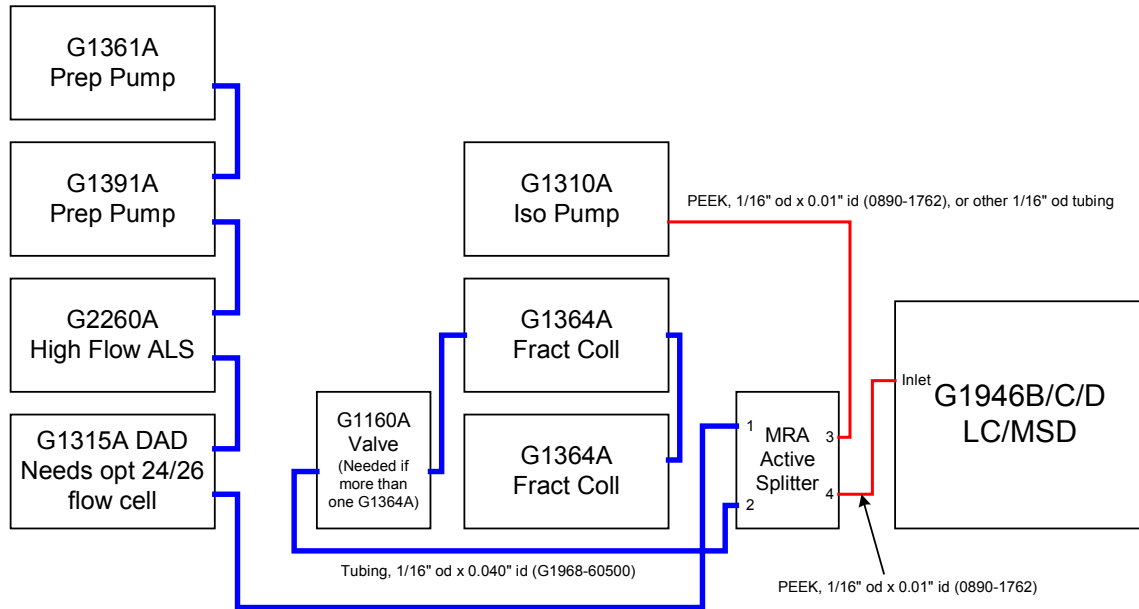 G1361A
Prep Pump
G1391A
Prep Pump
G2260A
High Flow ALS
G1315A DAD
Needs opt 24/26
flow cell
G1310A
Iso Pump
PEEK, 1/16" od x 0.01" id (0890-1762), or other 1/16" od tubing
G1364A
Fract Coll
G1160A
Valve
(Needed if
more than
one G1364A)
G1364A
Fract Coll
1
2
MRA
Active
Splitter
3
4
Inlet
G1946B/C/D
LC/MSD
Tubing, 1/16" od x 0.040" id (G1968-60500)
PEEK, 1/16" od x 0.01" id (0890-1762)